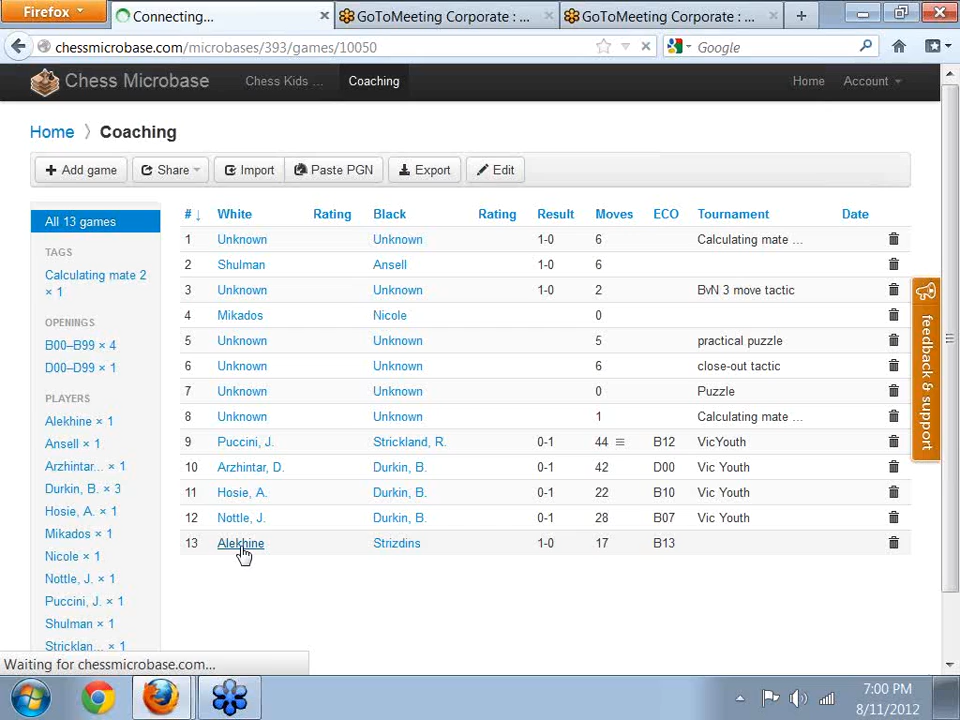 Firefox
Connecting...
GoToMeeting Corporate : ...
GoToMeeting Corporate : ...
chessmicrobase.com/microbases/393/games/10050
Google
Chess Microbase
Chess Kids ...
Coaching
Home
Account
Home 〉 Coaching
Add game
Share
Import
Paste PGN
Export
Edit
All 13 games
TAGS
Calculating mate 2
× 1
OPENINGS
B00–B99 × 4
D00–D99 × 1
PLAYERS
Alekhine × 1
Ansell × 1
Arzhintar... × 1
Durkin, B. × 3
Hosie, A. × 1
Mikados × 1
Nicole × 1
Nottle, J. × 1
Puccini, J. × 1
Shulman × 1
Stricklan... × 1
# ↓ White Rating Black Rating Result Moves ECO Tournament Date
1 Unknown Unknown 1-0 6 Calculating mate ...
2 Shulman Ansell 1-0 6
3 Unknown Unknown 1-0 2 BvN 3 move tactic
4 Mikados Nicole 0
5 Unknown Unknown 5 practical puzzle
6 Unknown Unknown 6 close-out tactic
7 Unknown Unknown 0 Puzzle
8 Unknown Unknown 1 Calculating mate ...
9 Puccini, J. Strickland, R. 0-1 44 B12 VicYouth
10 Arzhintar, D. Durkin, B. 0-1 42 D00 Vic Youth
11 Hosie, A. Durkin, B. 0-1 22 B10 Vic Youth
12 Nottle, J. Durkin, B. 0-1 28 B07 Vic Youth
13 Alekhine Strizdins 1-0 17 B13
feedback & support
Waiting for chessmicrobase.com...
7:00 PM
8/11/2012